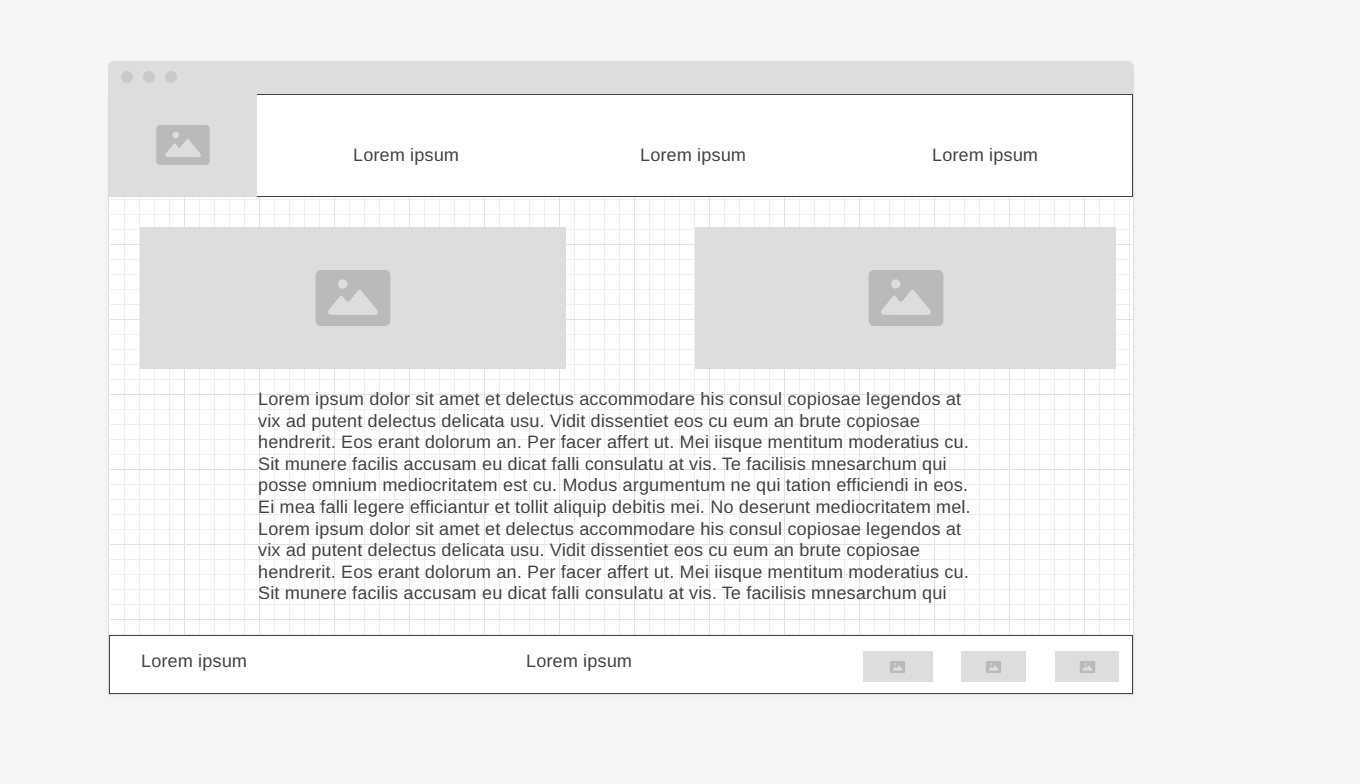 Lorem ipsum
Lorem ipsum
Lorem ipsum
Lorem ipsum dolor sit amet et delectus accommodare his consul copiosae legendos at
vix ad putent delectus delicata usu. Vidit dissentiet eos cu eum an brute copiosae
hendrerit. Eos erant dolorum an. Per facer affert ut. Mei iisque mentitum moderatius cu.
Sit munere facilis accusam eu dicat falli consulatu at vis. Te facilisis mnesarchum qui
posse omnium mediocritatem est cu. Modus argumentum ne qui tation efficiendi in eos.
Ei mea falli legere efficiantur et tollit aliquip debitis mei. No deserunt mediocritatem mel.
Lorem ipsum dolor sit amet et delectus accommodare his consul copiosae legendos at
vix ad putent delectus delicata usu. Vidit dissentiet eos cu eum an brute copiosae
hendrerit. Eos erant dolorum an. Per facer affert ut. Mei iisque mentitum moderatius cu.
Sit munere facilis accusam eu dicat falli consulatu at vis. Te facilisis mnesarchum qui
Lorem ipsum
Lorem ipsum